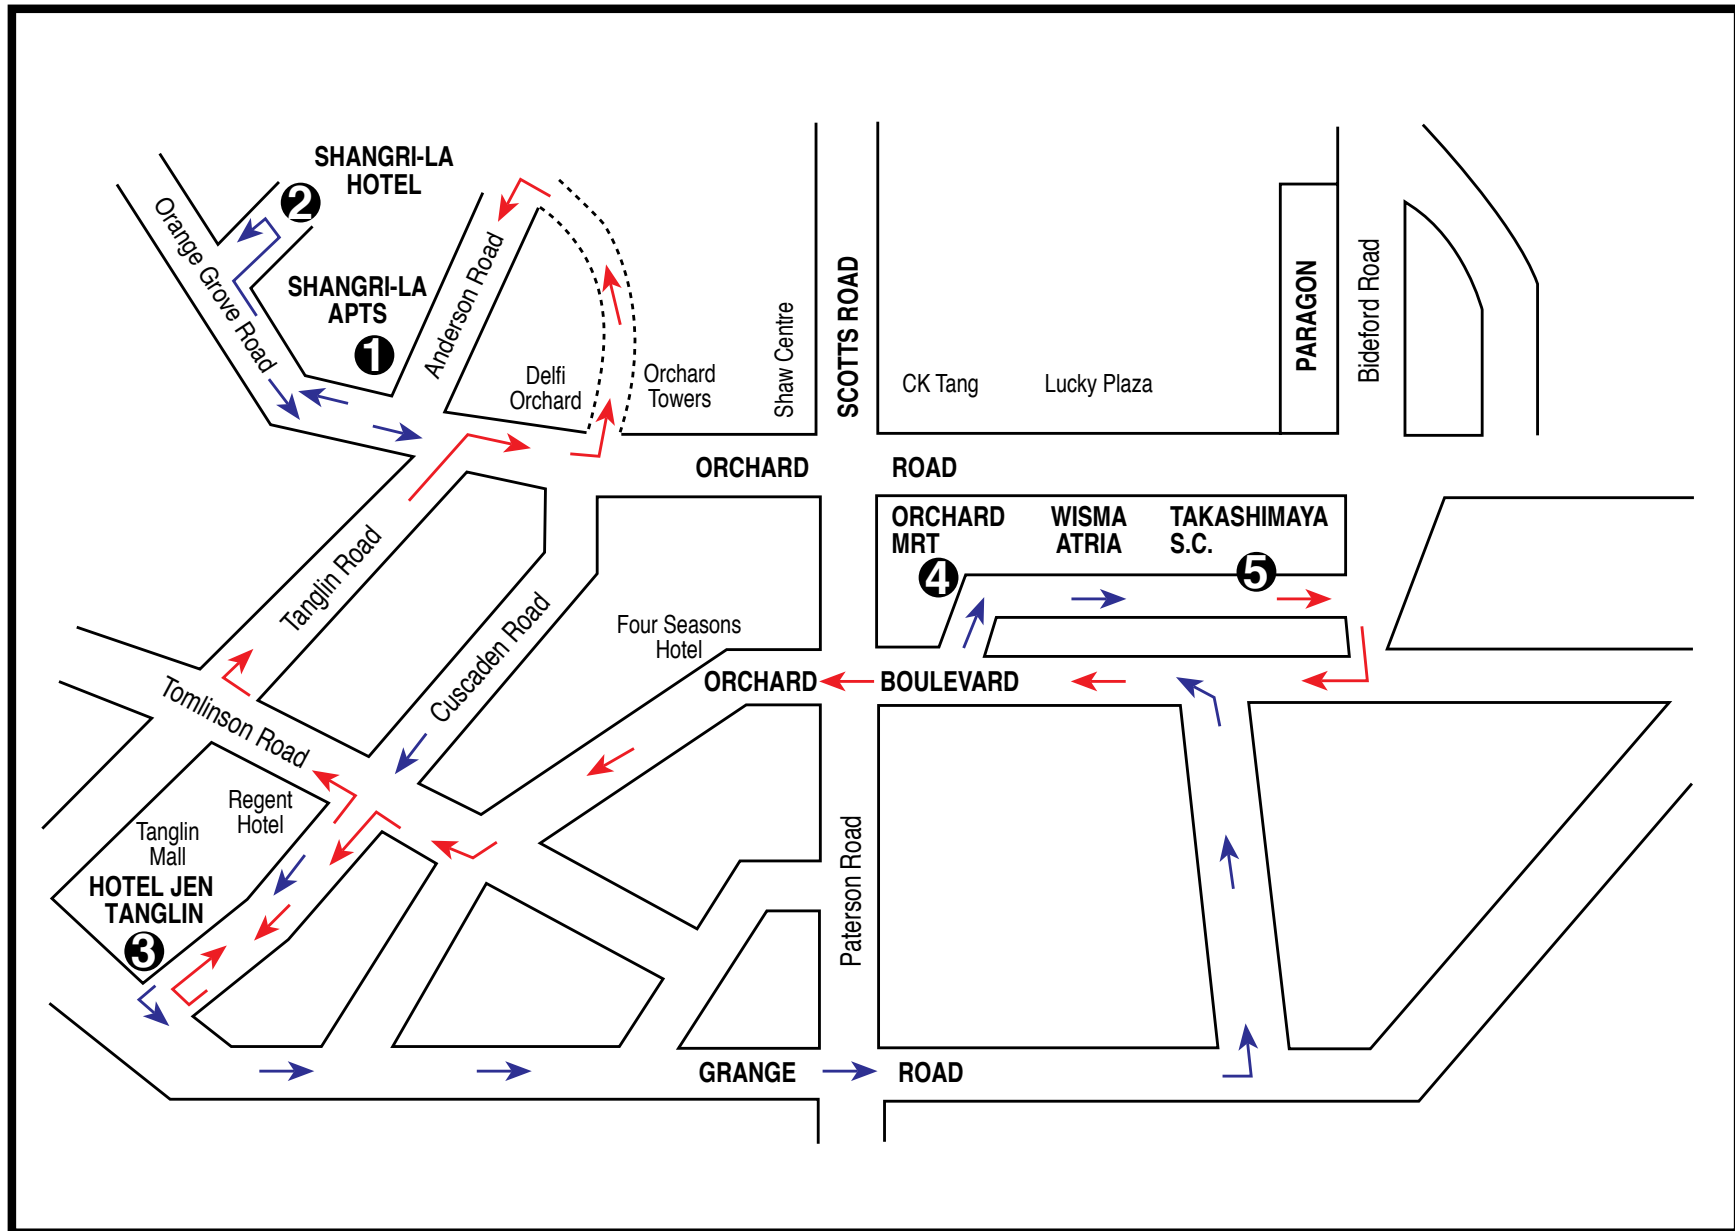 SHANGRI-LA
HOTEL
2
Orange Grove Road
SHANGRI-LA
APTS
1
Anderson Road
Delfi
Orchard
Orchard
Towers
Shaw Centre
SCOTTS ROAD
CK Tang
Lucky Plaza
PARAGON
Bideford Road
ORCHARD ROAD
ORCHARD
MRT
4
WISMA
ATRIA
TAKASHIMAYA
S.C.
5
Tanglin Road
Cuscaden Road
Four Seasons
Hotel
ORCHARD BOULEVARD
Tomlinson Road
Regent
Hotel
Tanglin
Mall
HOTEL JEN
TANGLIN
3
Paterson Road
GRANGE ROAD